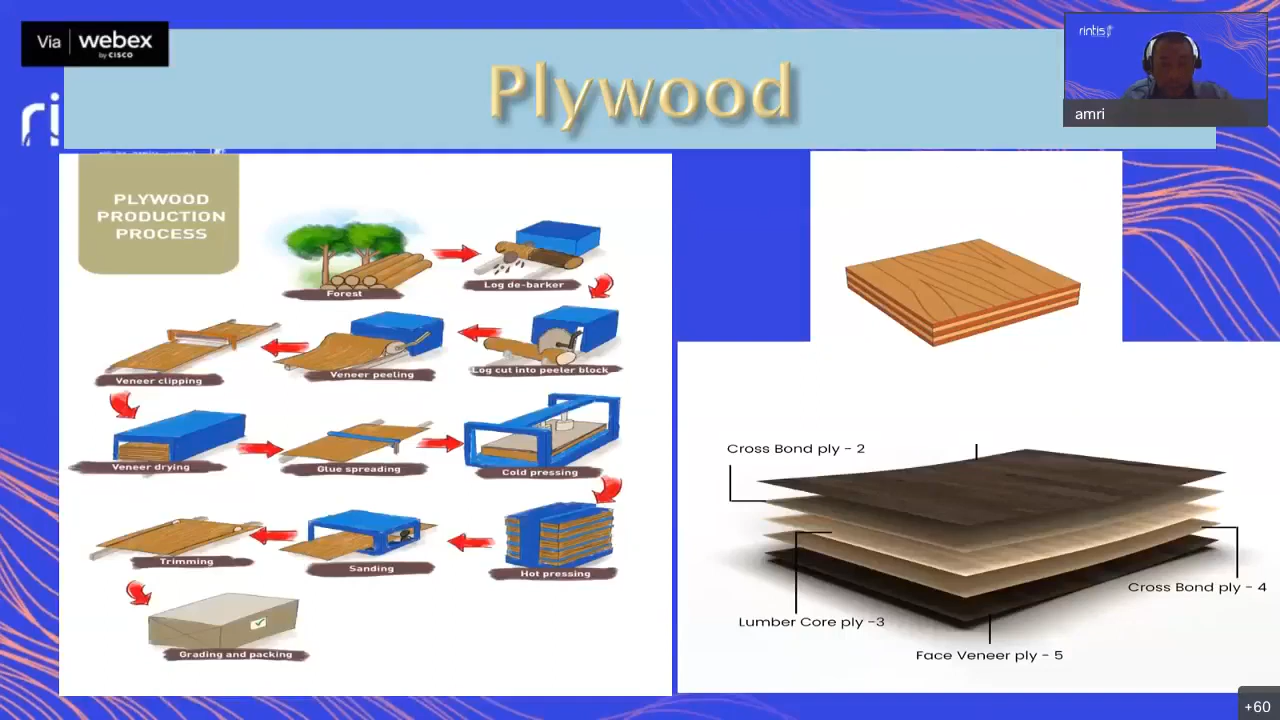 Via webex
by CISCO
Plywood
rintis
amri
ri
PLYWOOD
PRODUCTION
PROCESS
Forest
Log de-barker
Veneer clipping
Veneer peeling
Log cut into peeler block
Veneer drying
Glue spreading
Cold pressing
Trimming
Sanding
Hot pressing
Grading and packing
Cross Bond ply - 2
Cross Bond ply - 4
Lumber Core ply -3
Face Veneer ply - 5
+60